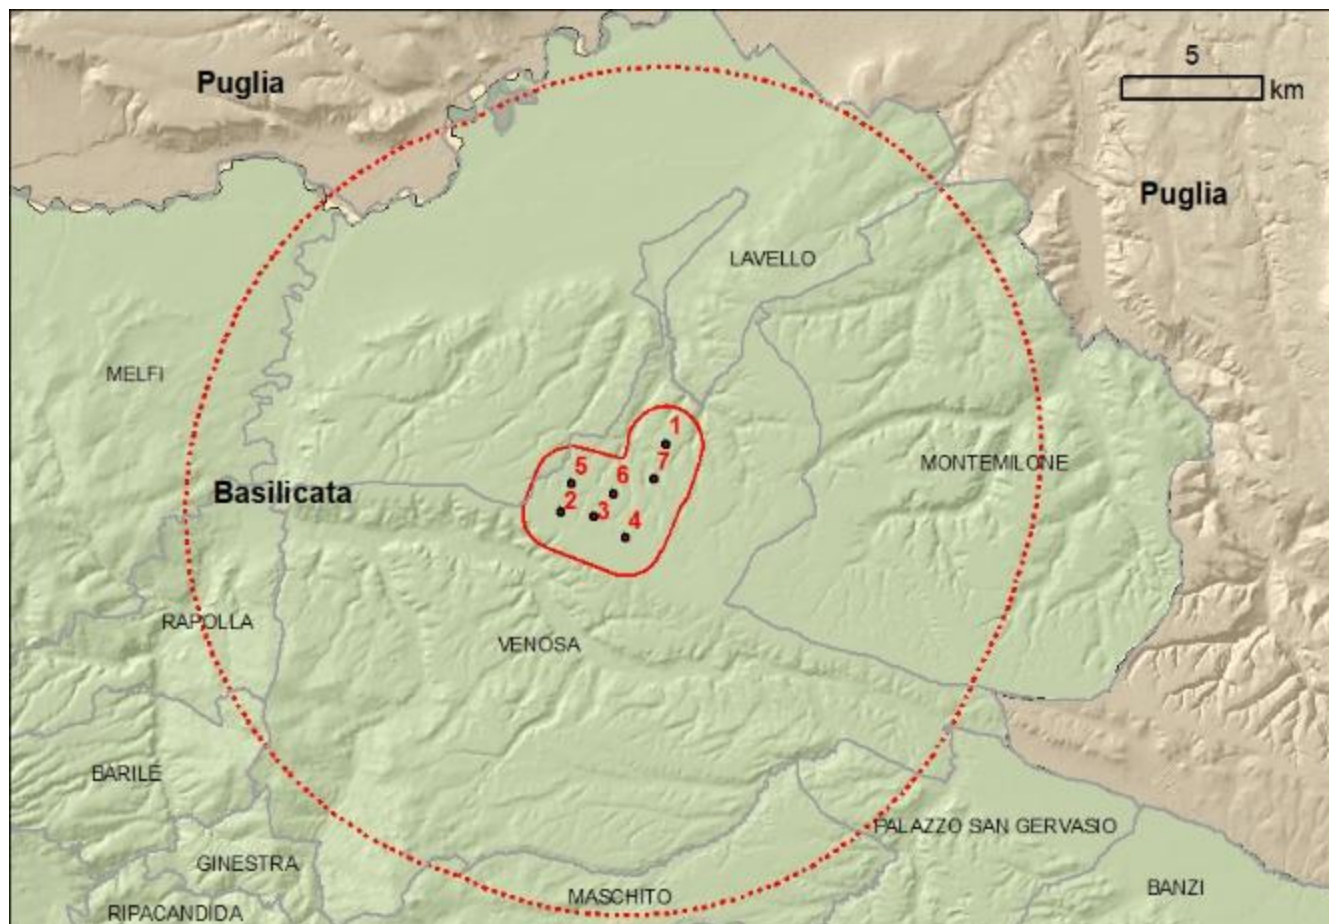 5
Puglia
km
Puglia
LAVELLO
MELFI
1
MONTEMILONE
5
6
7
Basilicata
2
3
4
RAPOLLA
VENOSA
BARILE
PALAZZO SAN GERVASIO
GINESTRA
MASCHITO
BANZI
RIPACANDIDA